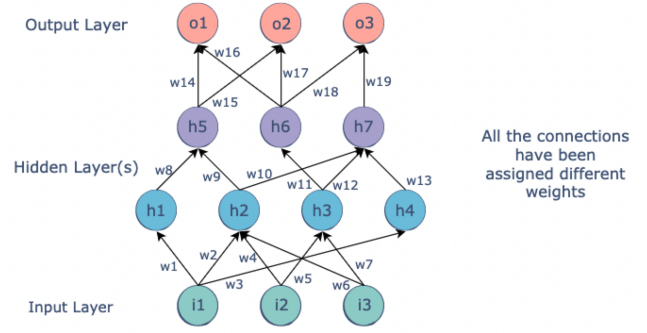 Output Layer o1 o2 o3
w16
w14 w17
w15 w18 w19
h5 h6 h7
Hidden Layer(s) w8 w9 w10 w11 w12 w13
All the connections
have been
assigned different
weights
h1 h2 h3 h4
w1 w2 w4 w5 w7
w3 w6
Input Layer i1 i2 i3